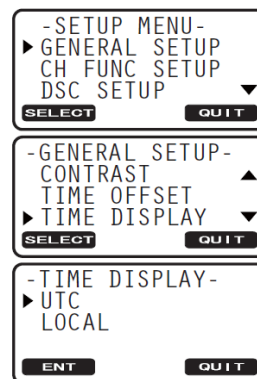 -SETUP MENU-
GENERAL SETUP
CH FUNC SETUP
DSC SETUP
SELECT QUIT
-GENERAL SETUP-
CONTRAST
TIME OFFSET
TIME DISPLAY
SELECT QUIT
-TIME DISPLAY-
UTC
LOCAL
ENT QUIT